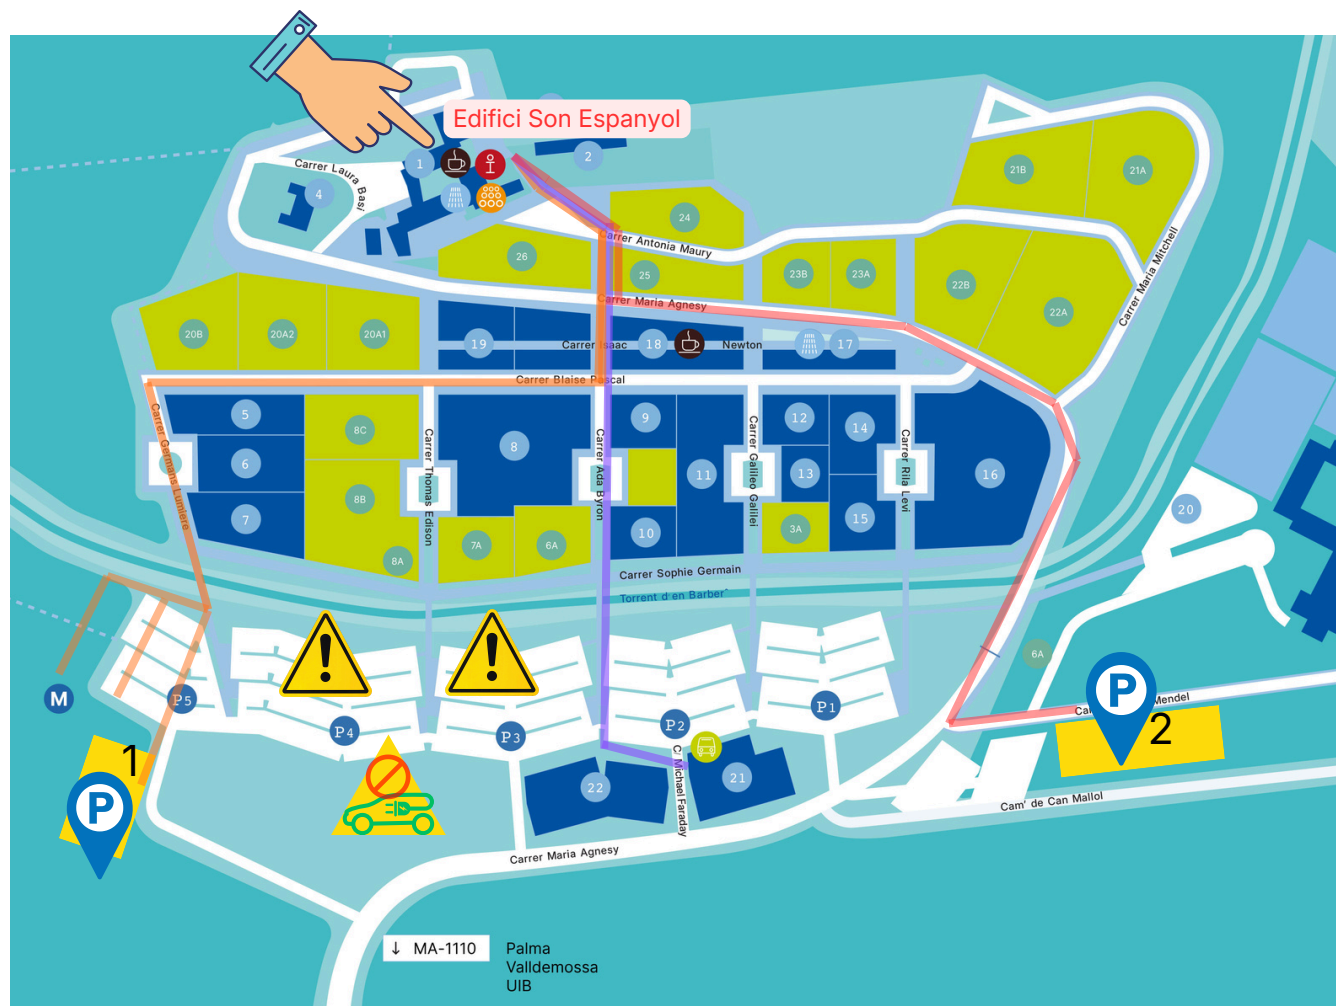 Edifici Son Espanyol
1
2
Carrer Laura Basi
4
21B
21A
24
Carrer Antonia Maury
26
25
23B
23A
22B
22A
Carrer Maria Mitchell
Carrer Maria Agnesy
20B
20A2
20A1
19
Carrer Isaac
18
Newton
17
Carrer Blaise Pascal
5
8C
8
9
12
14
6
8B
11
13
16
7
8A
7A
6A
10
3A
15
20
Carrer Germans Lumiere
Carrer Thomas Edison
Carrer Ada Byron
Carrer Galileo Galilei
Carrer Rita Levi
Carrer Sophie Germain
Torrent d en Barber
6A
M
P5
P4
P3
P2
P1
Mendel
P
2
1
P
22
21
C/ Michael Faraday
Cam' de Can Mallol
Carrer Maria Agnesy
↓ MA-1110
Palma
Valldemossa
UIB